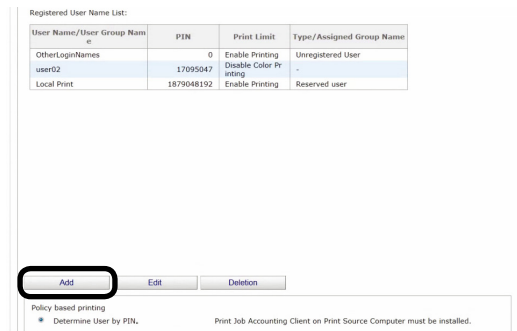 Registered User Name List:
User Name/User Group Nam
e
PIN
Print Limit
Type/Assigned Group Name
OtherLoginNames 0 Enable Printing Unregistered User
user02 17095047 Disable Color Pr
inting
-
Local Print 1879048192 Enable Printing Reserved user
Add Edit Deletion
Policy based printing
Determine User by PIN. Print Job Accounting Client on Print Source Computer must be installed.